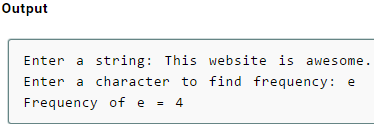 Output
Enter a string: This website is awesome.
Enter a character to find frequency: e
Frequency of e = 4